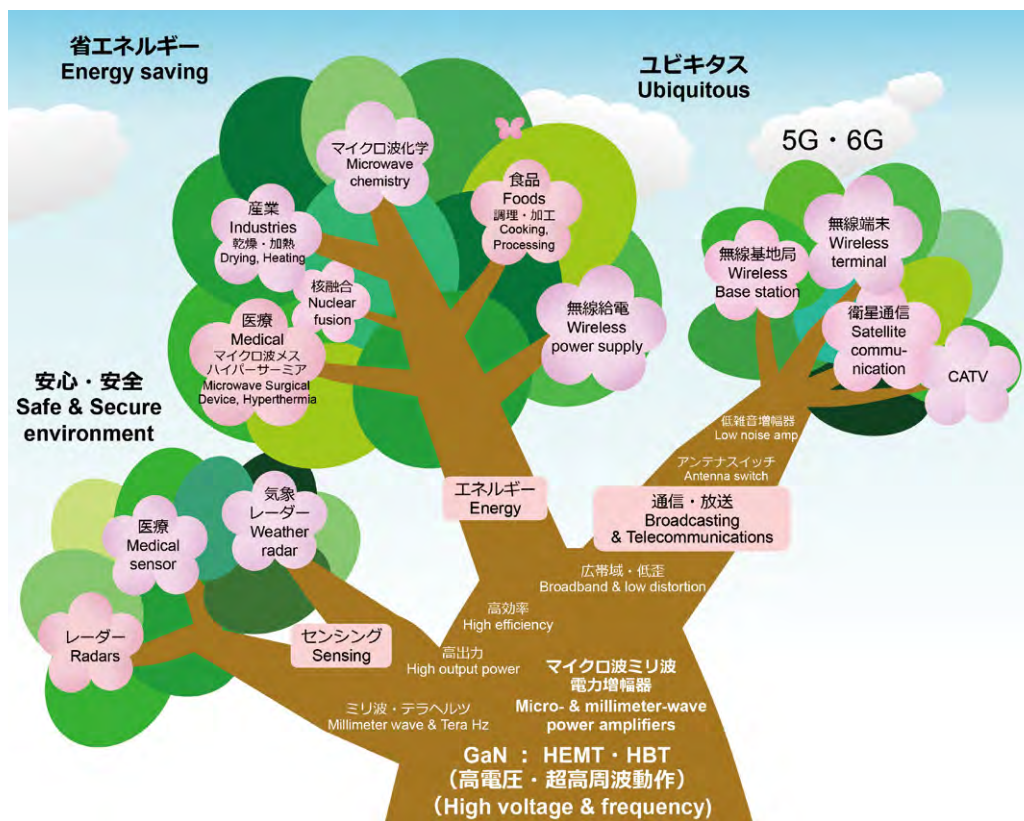 省エネルギー
Energy saving
ユビキタス
Ubiquitous
5G・6G
マイクロ波化学
Microwave
chemistry
食品
Foods
調理・加工
Cooking,
Processing
産業
Industries
乾燥・加熱
Drying, Heating
核融合
Nuclear
fusion
無線給電
Wireless
power supply
医療
Medical
マイクロ波メス
ハイパーサーミア
Microwave Surgical
Device, Hyperthermia
無線端末
Wireless
terminal
無線基地局
Wireless
Base station
衛星通信
Satellite
commu-
nication
CATV
安心・安全
Safe & Secure
environment
低雑音増幅器
Low noise amp
アンテナスイッチ
Antenna switch
エネルギー
Energy
通信・放送
Broadcasting
& Telecommunications
気象
レーダー
Weather
radar
医療
Medical
sensor
レーダー
Radars
センシング
Sensing
広帯域・低歪
Broadband & low distortion
高効率
High efficiency
高出力
High output power
ミリ波・テラヘルツ
Millimeter wave & Tera Hz
マイクロ波ミリ波
電力増幅器
Micro- & millimeter-wave
power amplifiers
GaN : HEMT・HBT
（高電圧・超高周波動作）
（High voltage & frequency)